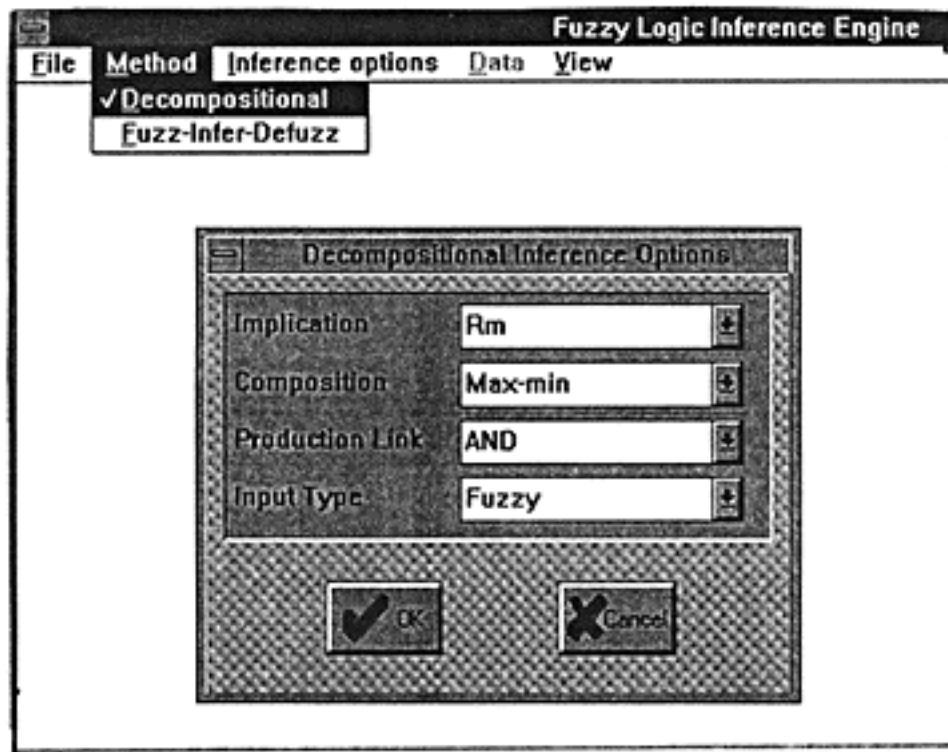 Fuzzy Logic Inference Engine
File Method Inference options Data View
✓Decompositional
Fuzz-Infer-Defuzz
Decompositional Inference Options
Implication Rm
Composition Max-min
Production Link AND
Input Type Fuzzy
OK Cancel